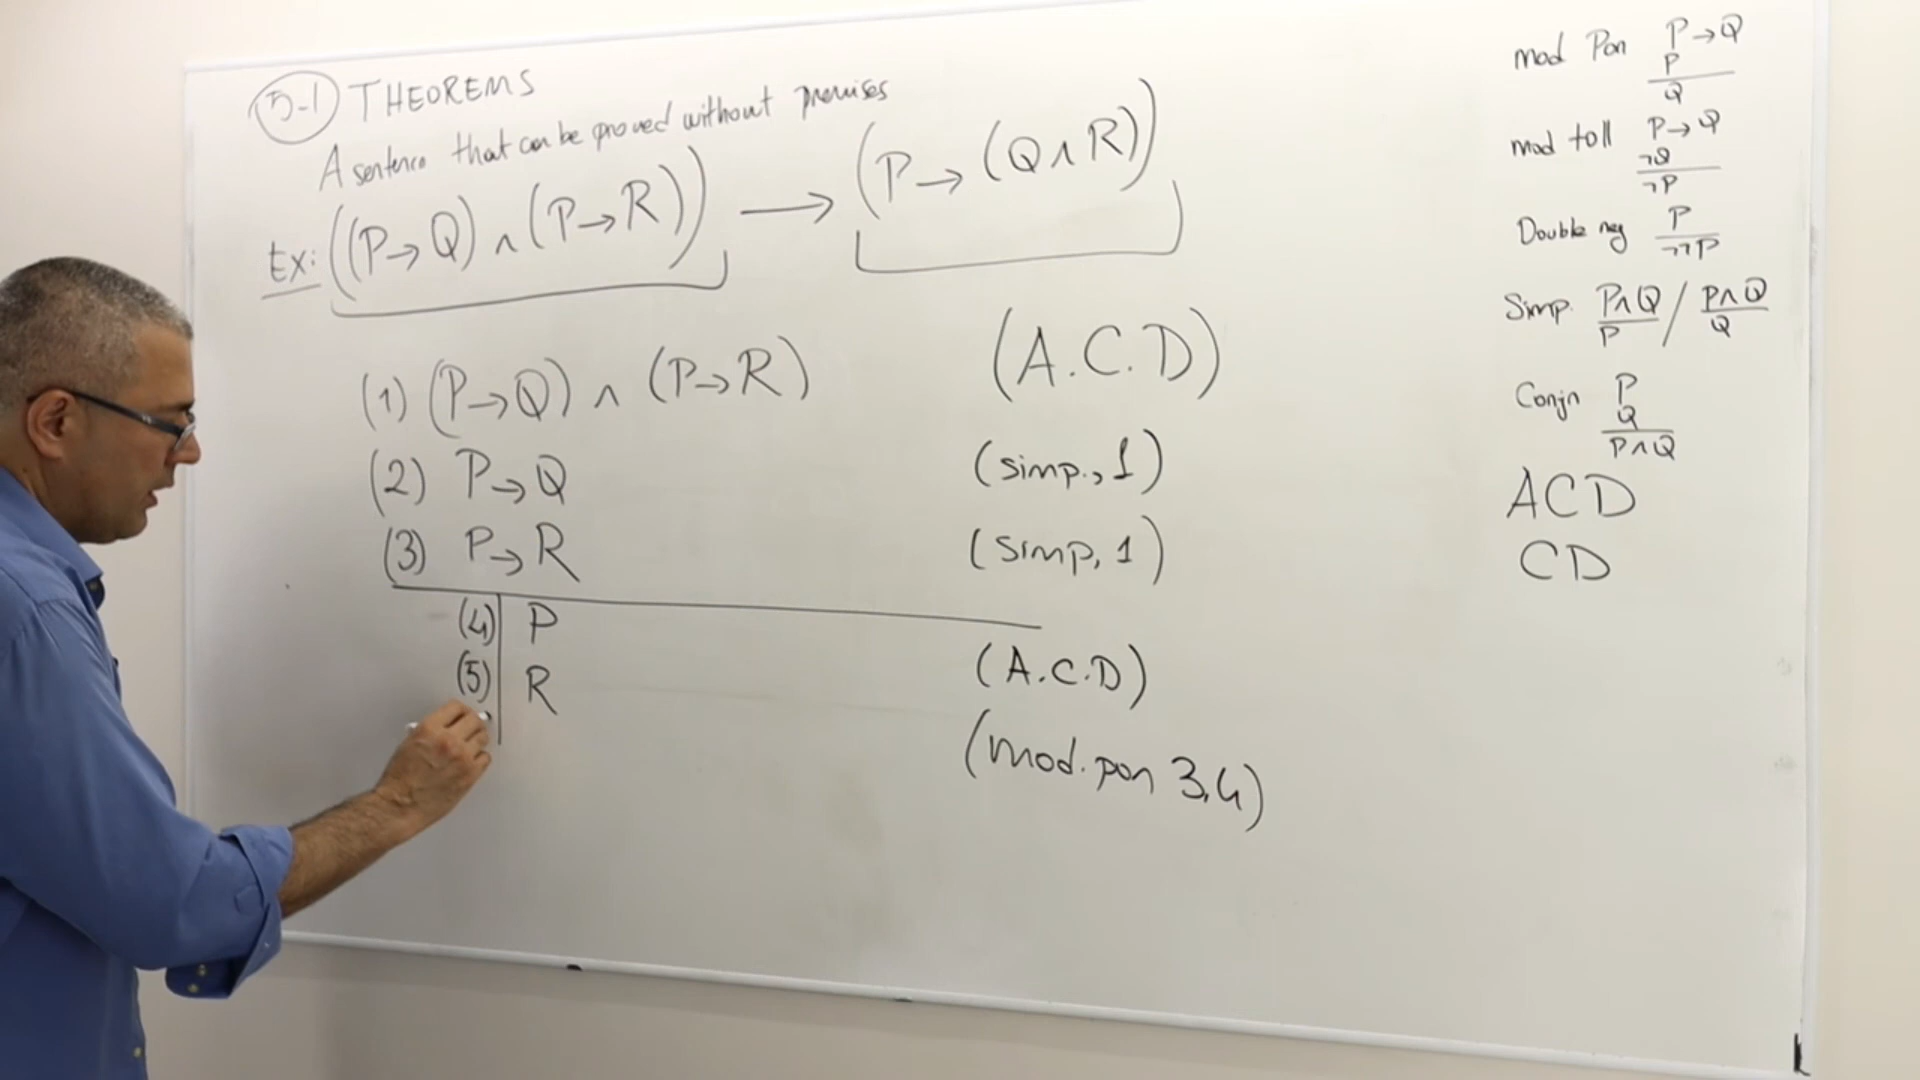 5-1 THEOREMS
A sentence that can be proved without premises
Ex: ((P→Q) ∧ (P→R)) → (P→(Q∧R))
(1) (P→Q) ∧ (P→R) (A.C.D)
(2) P→Q (simp., 1)
(3) P→R (simp, 1)
(4) P (A.C.D)
(5) R (mod. pon 3,4)
mod Pon P→Q
P
Q
mod toll P→Q
¬Q
¬P
Double neg P
¬¬P
Simp. P∧Q / P∧Q
P Q
Conjn P
Q
P∧Q
ACD
CD